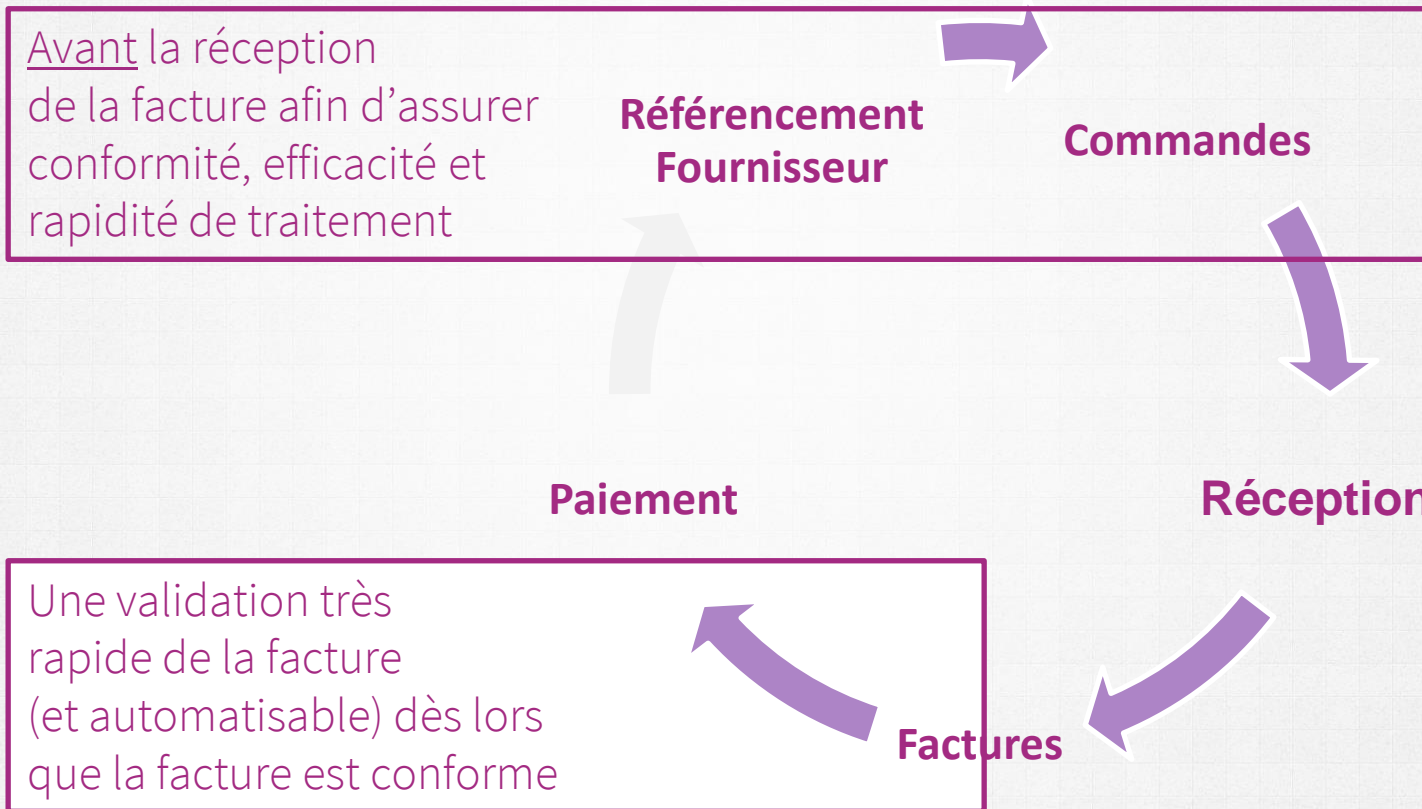 Avant la réception
de la facture afin d’assurer
conformité, efficacité et
rapidité de traitement
Référencement
Fournisseur
Commandes
Paiement
Réception
Une validation très
rapide de la facture
(et automatisable) dès lors
que la facture est conforme
Factures